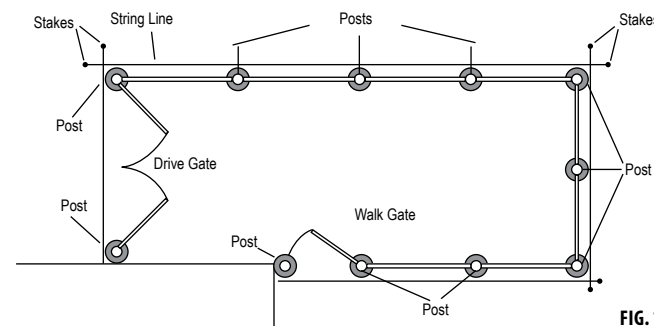 Stakes
String Line
Posts
Stakes
Post
Drive Gate
Post
Post
Walk Gate
Post
Post
FIG.